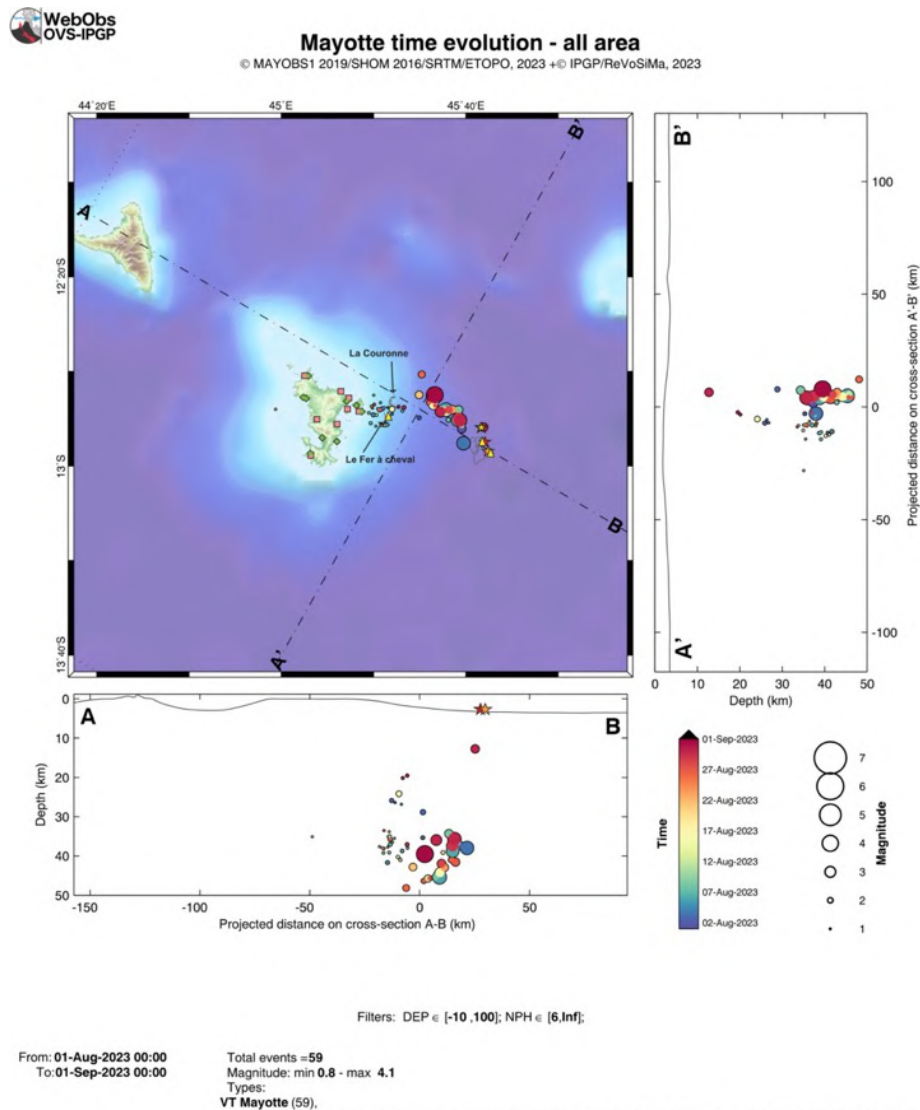 WebObs
OVS-IPGP
Mayotte time evolution - all area
© MAYOBS1 2019/SHOM 2016/SRTM/ETOPO, 2023 +© IPGP/ReVoSiMa, 2023
44˚20'E
45˚E
45˚40'E
12˚20'S
13˚S
13˚40'S
A
B'
La Couronne
Le Fer à cheval
B
A'
B'
A'
100
50
0
-50
-100
Projected distance on cross-section A'-B' (km)
0 10 20 30 40 50
Depth (km)
A
B
0
10
20
30
40
50
Depth (km)
-150 -100 -50 0 50
Projected distance on cross-section A-B (km)
Time
01-Sep-2023
27-Aug-2023
22-Aug-2023
17-Aug-2023
12-Aug-2023
07-Aug-2023
02-Aug-2023
7
6
5
4
3
2
1
Magnitude
Filters: DEP ∈ [-10 ,100]; NPH ∈ [6,Inf];
From: 01-Aug-2023 00:00
To: 01-Sep-2023 00:00
Total events =59
Magnitude: min 0.8 - max 4.1
Types:
VT Mayotte (59),